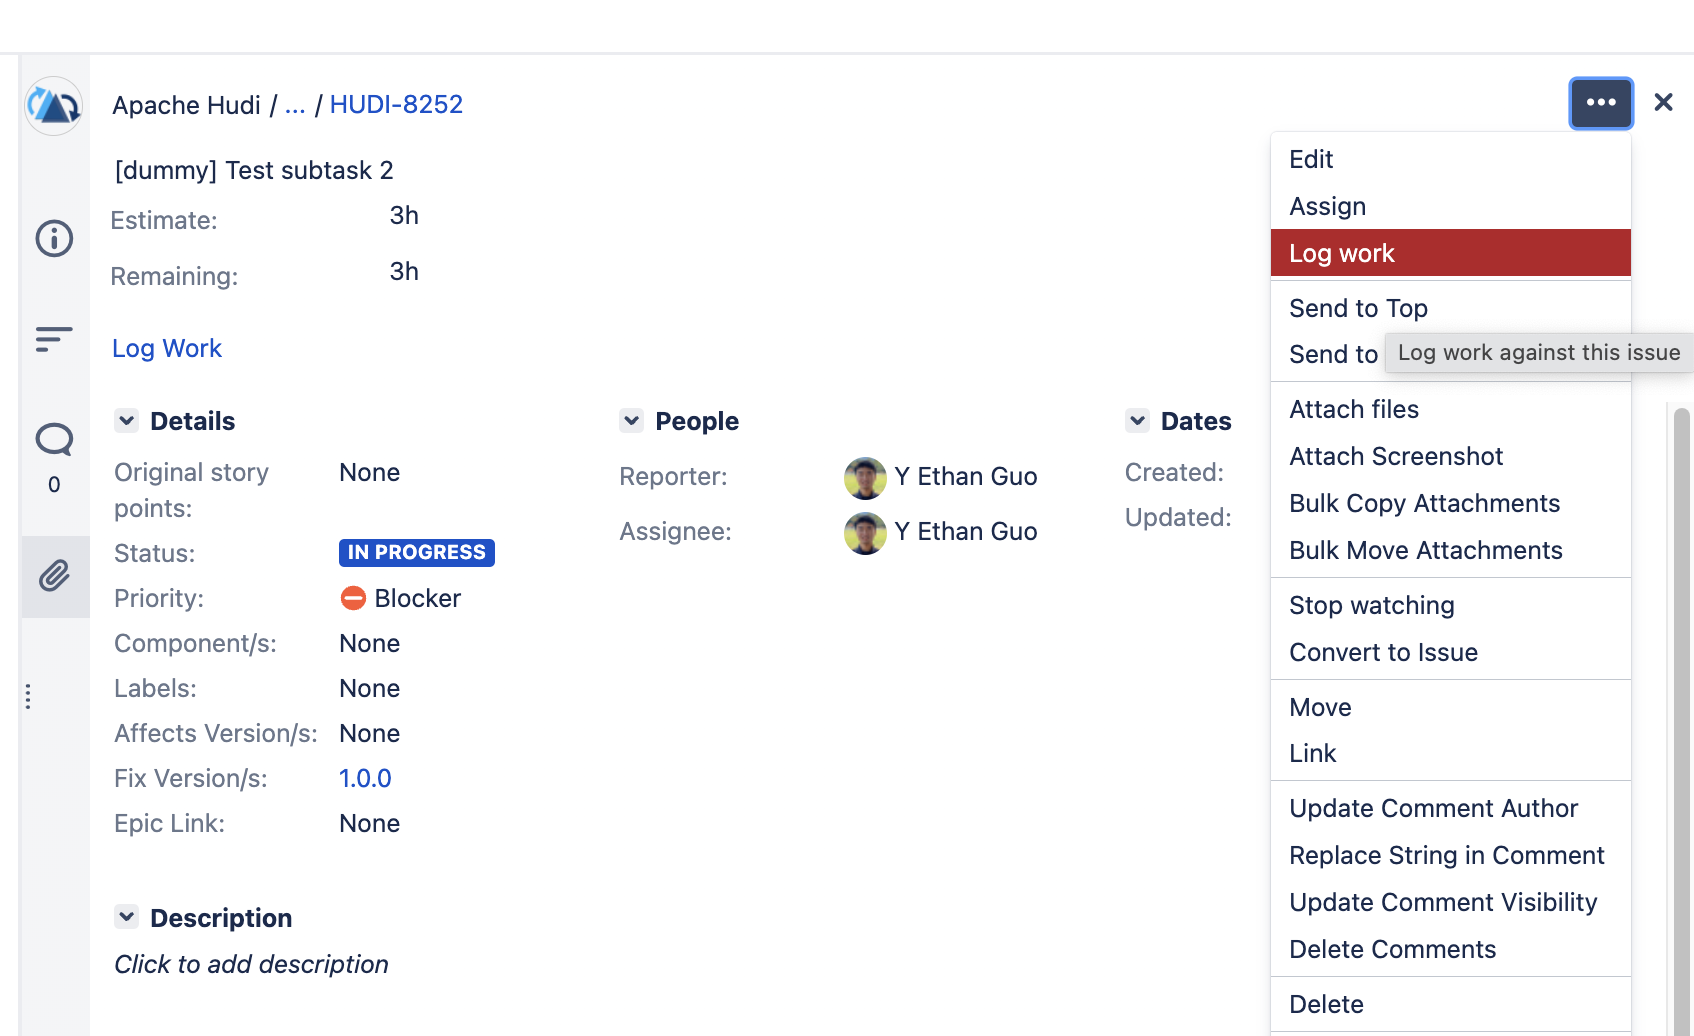 Apache Hudi / ... / HUDI-8252
[dummy] Test subtask 2
Estimate: 3h
Remaining: 3h
Log Work
Details
Original story points: None
Status: IN PROGRESS
Priority: Blocker
Component/s: None
Labels: None
Affects Version/s: None
Fix Version/s: 1.0.0
Epic Link: None
People
Reporter: Y Ethan Guo
Assignee: Y Ethan Guo
Dates
Created:
Updated:
Description
Click to add description
0
Edit
Assign
Log work
Send to Top
Send to
Log work against this issue
Attach files
Attach Screenshot
Bulk Copy Attachments
Bulk Move Attachments
Stop watching
Convert to Issue
Move
Link
Update Comment Author
Replace String in Comment
Update Comment Visibility
Delete Comments
Delete